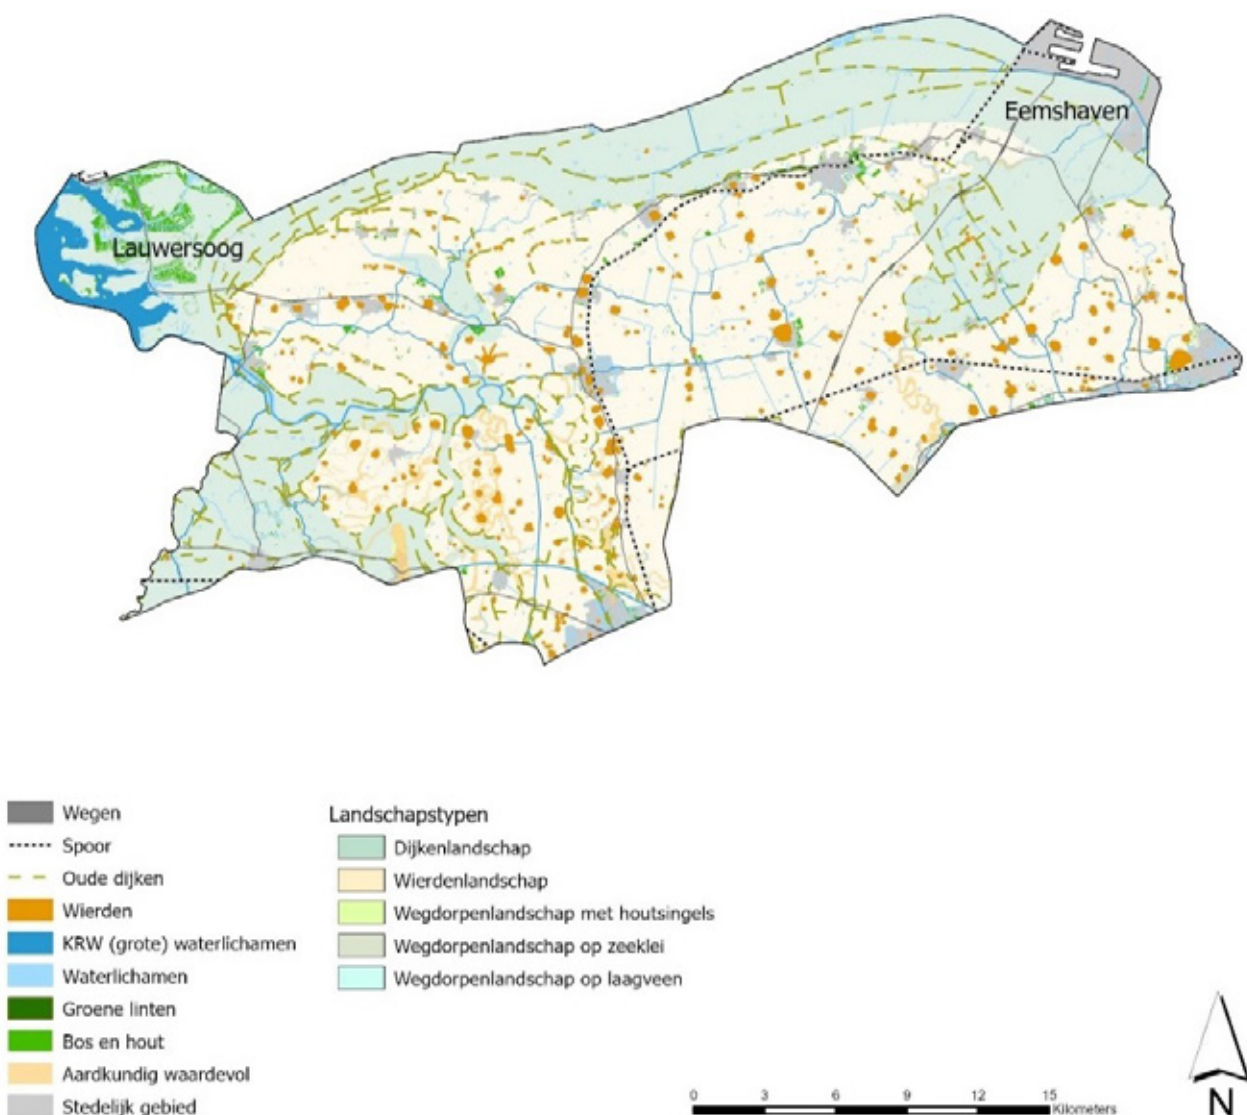 Eemshaven
Lauwersoog
Wegen
Spoor
Oude dijken
Wierden
KRW (grote) waterlichamen
Waterlichamen
Groene linten
Bos en hout
Aardkundig waardevol
Stedelijk gebied
Landschapstypen
Dijkenlandschap
Wierdenlandschap
Wegdorpenlandschap met houtsingels
Wegdorpenlandschap op zeeklei
Wegdorpenlandschap op laagveen
0 3 6 9 12 15
Kilometers
N